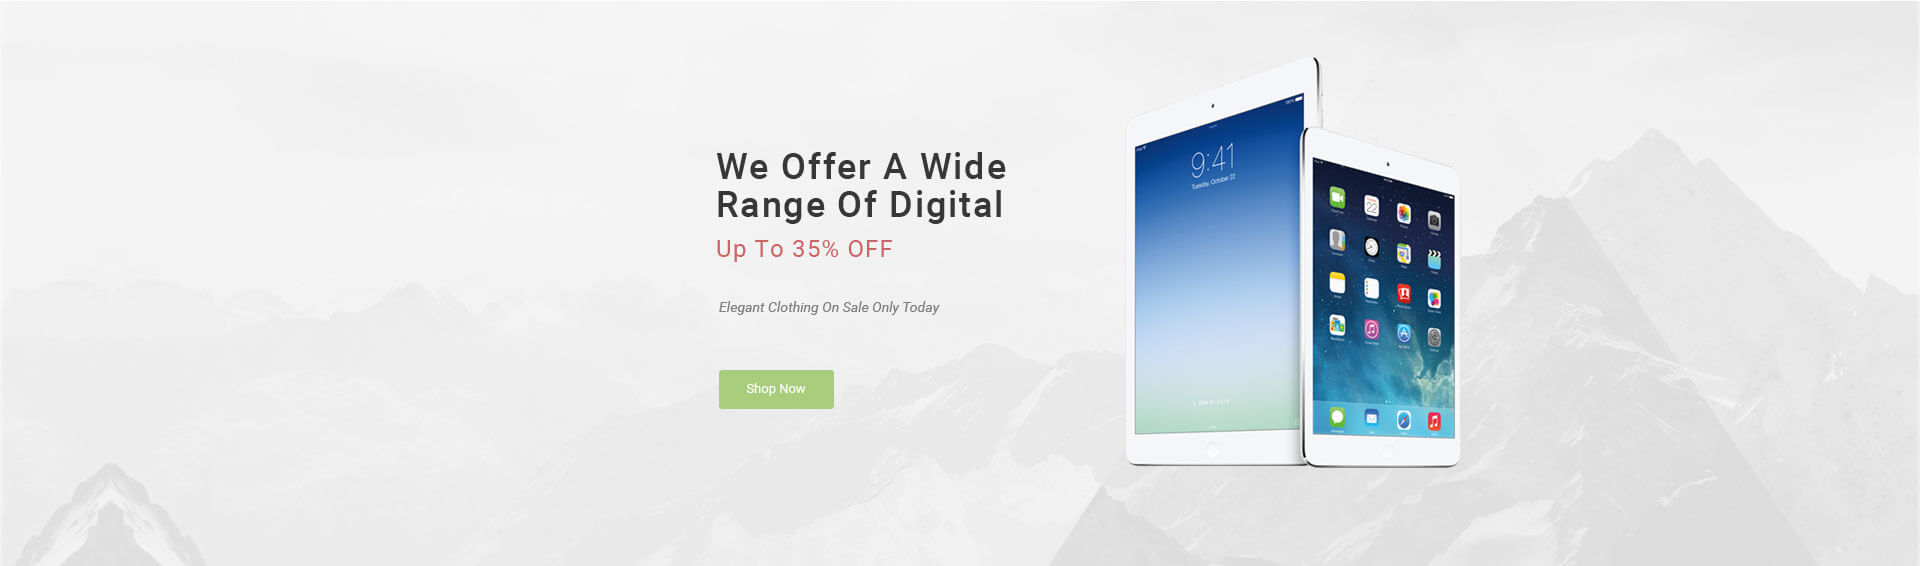 We Offer A Wide
Range Of Digital
Up To 35% OFF
Elegant Clothing On Sale Only Today
Shop Now
9:41
Tuesday, October 22
22